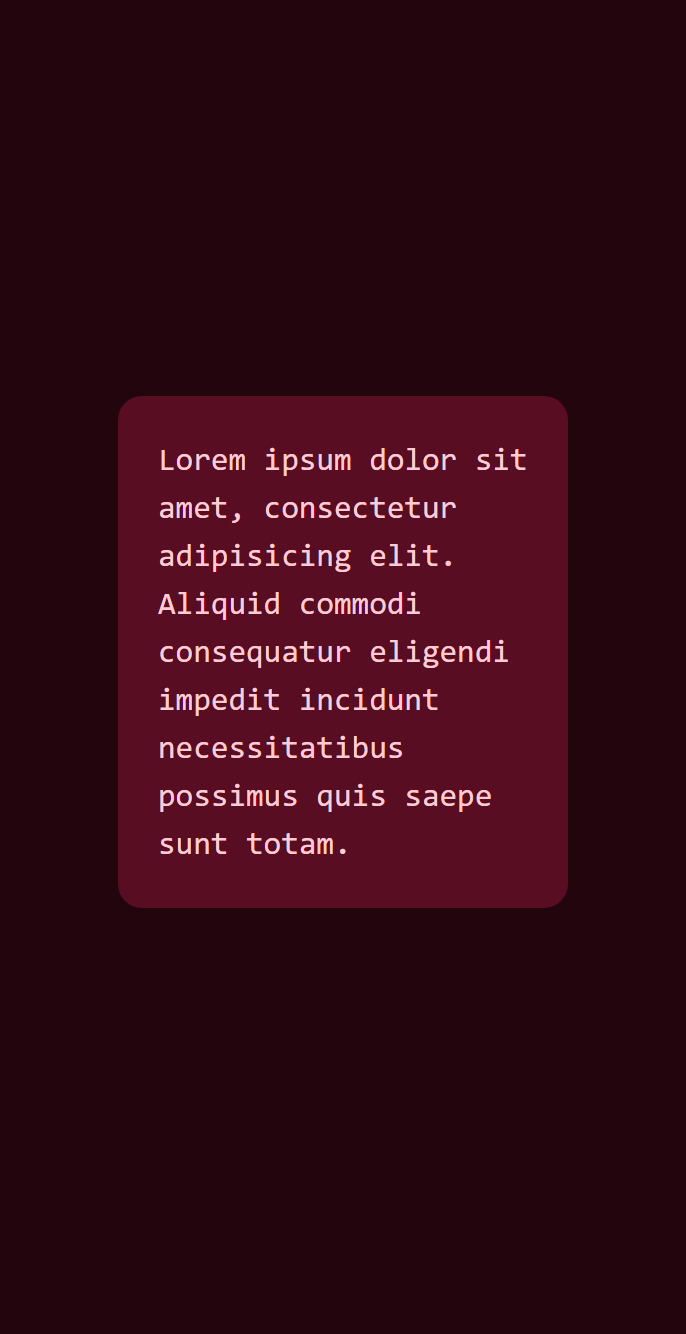 Lorem ipsum dolor sit
amet, consectetur
adipisicing elit.
Aliquid commodi
consequatur eligendi
impedit incidunt
necessitatibus
possimus quis saepe
sunt totam.